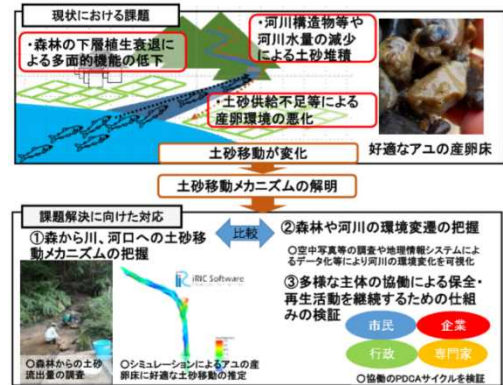 現状における課題
・森林の下層植生衰退に
よる多面的機能の低下
・河川構造物等や
河川水量の減少
による土砂堆積
・土砂供給不足等による
産卵環境の悪化
好適なアユの産卵床
土砂移動が変化
土砂移動メカニズムの解明
課題解決に向けた対応
①森から川、河口への土砂移
動メカニズムの把握
比較
②森林や河川の環境変遷の把握
○空中写真等の調査や地理情報システムに
よるデータ化等により河川の環境変化を可視化
iRIC Software
③多様な主体の協働による保全・
再生活動を継続するための仕組
みの検証
市民
企業
行政
専門家
○森林からの土砂
流出量の調査
○シミュレーションによるアユの産
卵床に好適な土砂移動の推定
○協働のPDCAサイクルを検証